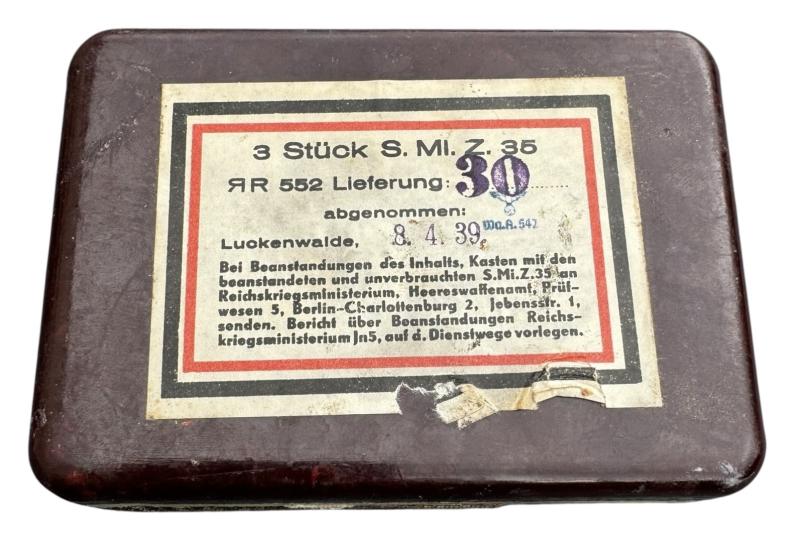 3 Stück S. Mi. Z. 35
ЯR 552 Lieferung: 30
Wa.A.542
abgenommen:
Luckenwalde, 8. 4. 39.
Bei Beanstandungen des Inhalts, Kasten mit den
beanstandeten und unverbrauchten S.Mi.Z.35 an
Reichskriegsministerium, Heereswaffenamt, Prüf-
wesen 5, Berlin-Charlottenburg 2, Jebensstr. 1,
senden. Bericht über Beanstandungen Reichs-
kriegsministerium Jn5, auf d. Dienstwege vorlegen.